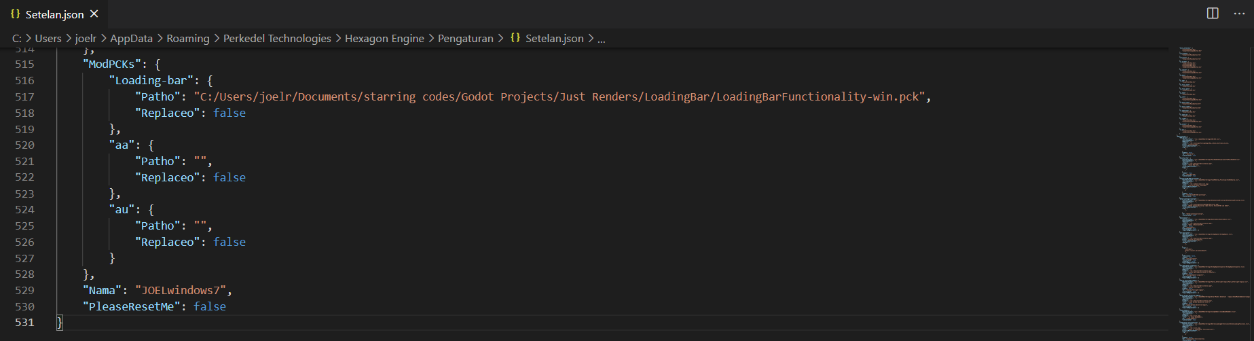 {} Setelan.json ×
C: > Users > joelr > AppData > Roaming > Perkedel Technologies > Hexagon Engine > Pengaturan > {} Setelan.json > ...
514 },
515 "ModPCKs": {
516 "Loading-bar": {
517 "Patho": "C:/Users/joelr/Documents/starring codes/Godot Projects/Just Renders/LoadingBar/LoadingBarFunctionality-win.pck",
518 "Replaceo": false
519 },
520 "aa": {
521 "Patho": "",
522 "Replaceo": false
523 },
524 "au": {
525 "Patho": "",
526 "Replaceo": false
527 }
528 },
529 "Nama": "JOELwindows7",
530 "PleaseResetMe": false
531 }